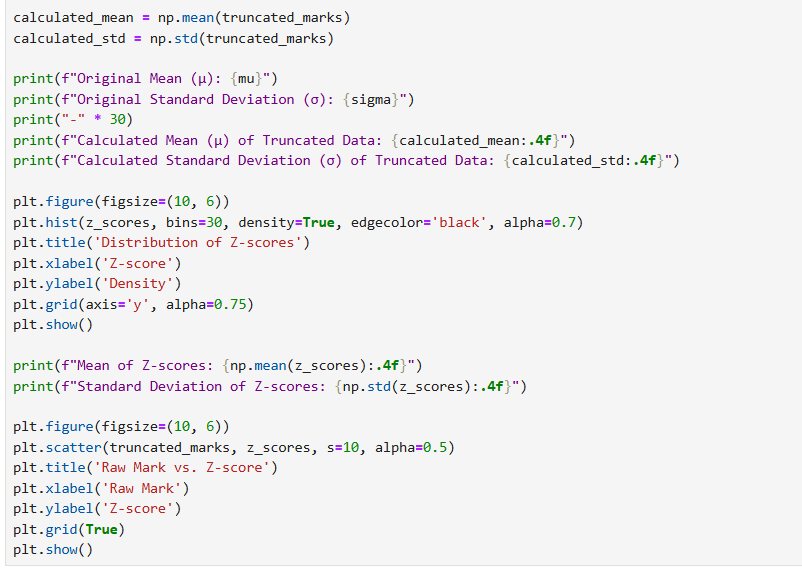 calculated_mean = np.mean(truncated_marks)
calculated_std = np.std(truncated_marks)
print(f"Original Mean (μ): {mu}")
print(f"Original Standard Deviation (σ): {sigma}")
print("-" * 30)
print(f"Calculated Mean (μ) of Truncated Data: {calculated_mean:.4f}")
print(f"Calculated Standard Deviation (σ) of Truncated Data: {calculated_std:.4f}")
plt.figure(figsize=(10, 6))
plt.hist(z_scores, bins=30, density=True, edgecolor='black', alpha=0.7)
plt.title('Distribution of Z-scores')
plt.xlabel('Z-score')
plt.ylabel('Density')
plt.grid(axis='y', alpha=0.75)
plt.show()
print(f"Mean of Z-scores: {np.mean(z_scores):.4f}")
print(f"Standard Deviation of Z-scores: {np.std(z_scores):.4f}")
plt.figure(figsize=(10, 6))
plt.scatter(truncated_marks, z_scores, s=10, alpha=0.5)
plt.title('Raw Mark vs. Z-score')
plt.xlabel('Raw Mark')
plt.ylabel('Z-score')
plt.grid(True)
plt.show()